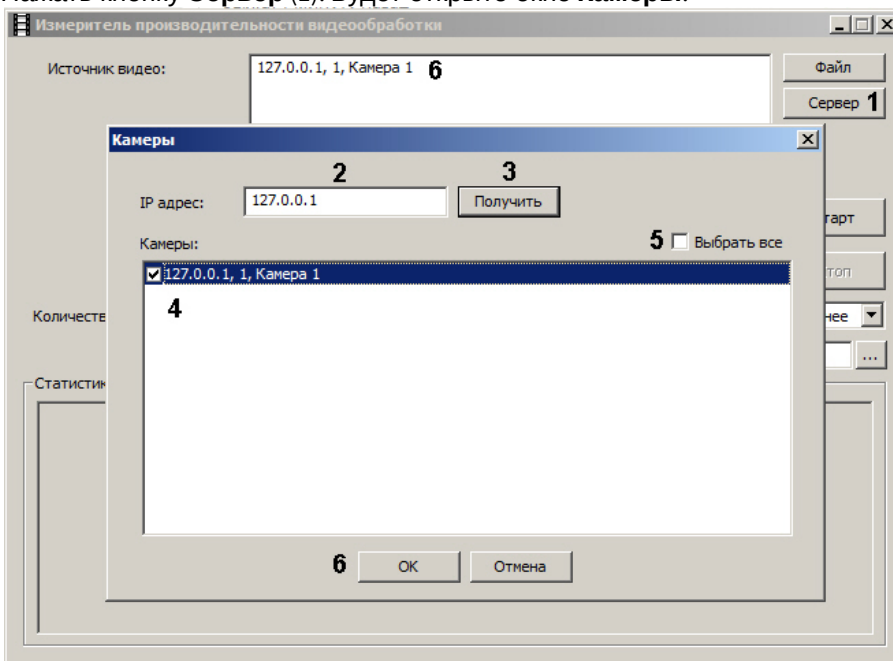 Нажать кнопку Сервер (1). Будет открыто окно Камеры.
Измеритель производительности видеообработки
Источник видео:
127.0.0.1, 1, Камера 1 6
Файл
Сервер 1
Камеры
2 3
IP адрес: 127.0.0.1 Получить
тарт
Камеры: 5 Выбрать все
127.0.0.1, 1, Камера 1
топ
4
Количеств
нее
...
Статистик
6 OK Отмена